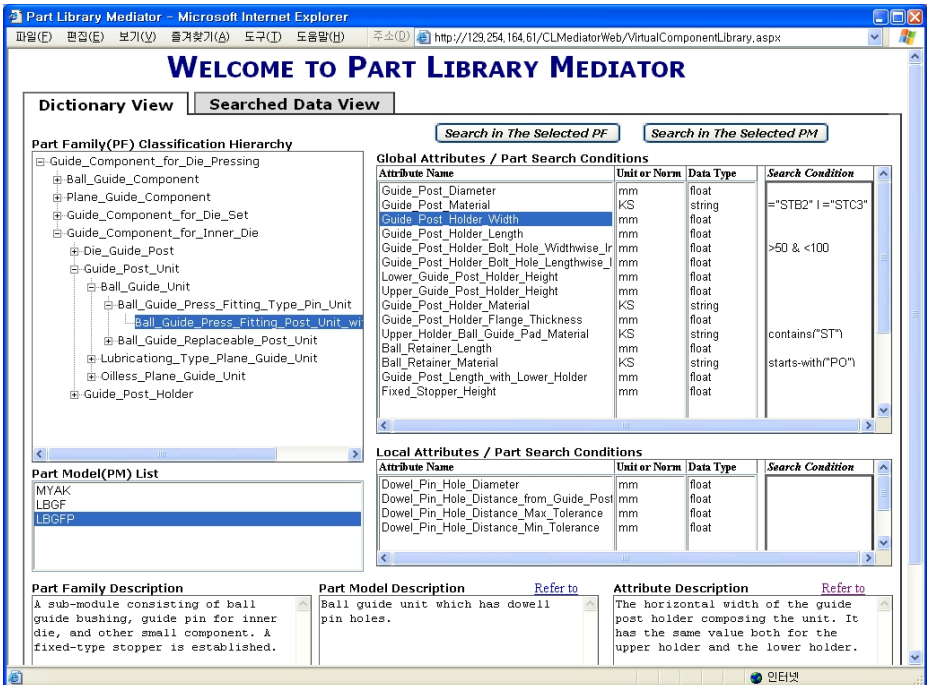 Part Library Mediator - Microsoft Internet Explorer
파일(F) 편집(E) 보기(V) 즐겨찾기(A) 도구(T) 도움말(H) 주소(D) http://129,254,164,61/CLMediatorWeb/VirtualComponentLibrary,aspx
WELCOME TO PART LIBRARY MEDIATOR
Dictionary View Searched Data View
Search in The Selected PF Search in The Selected PM
Part Family(PF) Classification Hierarchy
Guide_Component_for_Die_Pressing
Ball_Guide_Component
Plane_Guide_Component
Guide_Component_for_Die_Set
Guide_Component_for_Inner_Die
Die_Guide_Post
Guide_Post_Unit
Ball_Guide_Unit
Ball_Guide_Press_Fitting_Type_Pin_Unit
Ball_Guide_Press_Fitting_Post_Unit_wi
Ball_Guide_Replaceable_Post_Unit
Lubricationg_Type_Plane_Guide_Unit
Oilless_Plane_Guide_Unit
Guide_Post_Holder
Part Model(PM) List
MYAK
LBGF
LBGFP
Global Attributes / Part Search Conditions
Attribute Name Unit or Norm Data Type Search Condition
Guide_Post_Diameter mm float
Guide_Post_Material KS string ="STB2" | ="STC3"
Guide_Post_Holder_Width mm float
Guide_Post_Holder_Length mm float
Guide_Post_Holder_Bolt_Hole_Widthwise_Ir mm float >50 & <100
Guide_Post_Holder_Bolt_Hole_Lengthwise_I mm float
Lower_Guide_Post_Holder_Height mm float
Upper_Guide_Post_Holder_Height mm float
Guide_Post_Holder_Material KS string
Guide_Post_Holder_Flange_Thickness mm float
Upper_Holder_Ball_Guide_Pad_Material KS string contains("ST")
Ball_Retainer_Length mm float
Ball_Retainer_Material KS string starts-with("PO")
Guide_Post_Length_with_Lower_Holder mm float
Fixed_Stopper_Height mm float
Local Attributes / Part Search Conditions
Attribute Name Unit or Norm Data Type Search Condition
Dowel_Pin_Hole_Diameter mm float
Dowel_Pin_Hole_Distance_from_Guide_Post mm float
Dowel_Pin_Hole_Distance_Max_Tolerance mm float
Dowel_Pin_Hole_Distance_Min_Tolerance mm float
Part Family Description
A sub-module consisting of ball
guide bushing, guide pin for inner
die, and other small component. A
fixed-type stopper is established.
Part Model Description Refer to
Ball guide unit which has dowell
pin holes.
Attribute Description Refer to
The horizontal width of the guide
post holder composing the unit. It
has the same value both for the
upper holder and the lower holder.
인터넷